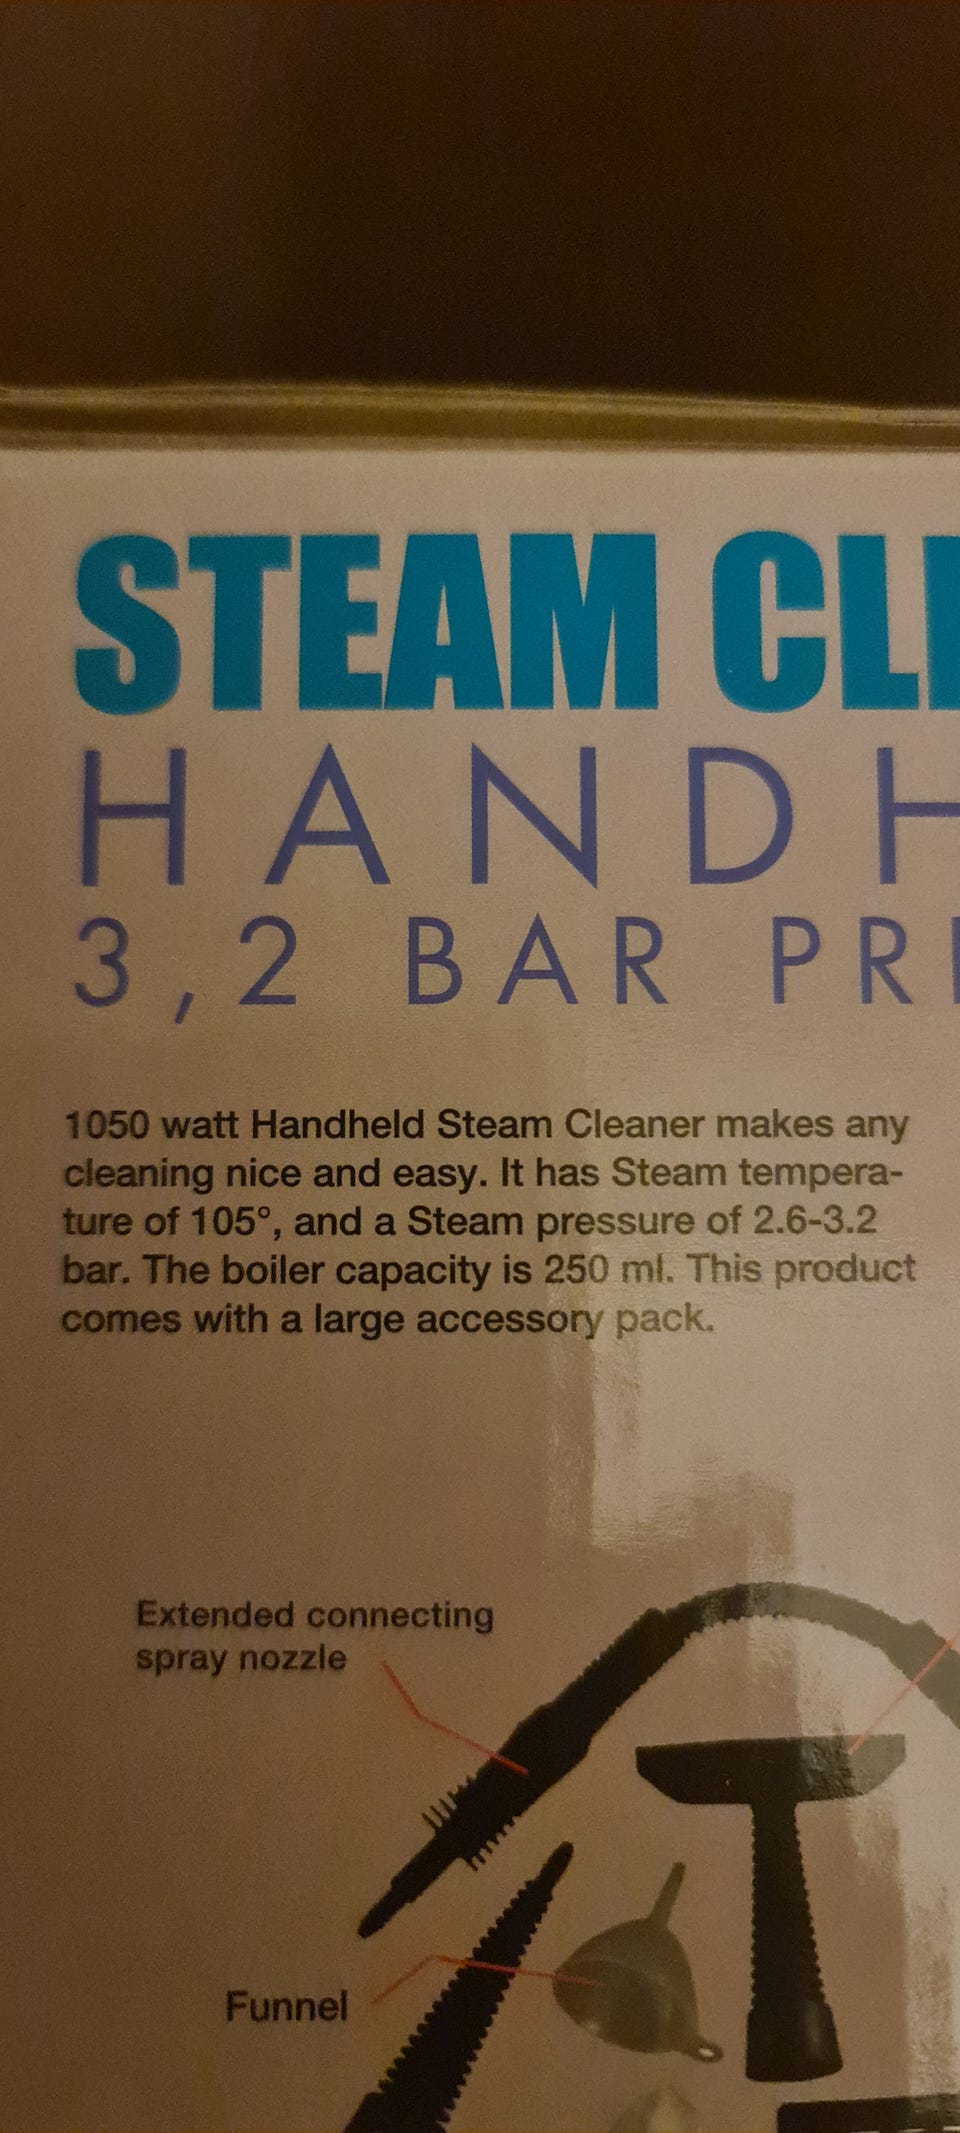 STEAM CLE
HANDH
3,2 BAR PRE
1050 watt Handheld Steam Cleaner makes any
cleaning nice and easy. It has Steam tempera-
ture of 105°, and a Steam pressure of 2.6-3.2
bar. The boiler capacity is 250 ml. This product
comes with a large accessory pack.
Extended connecting
spray nozzle
Funnel